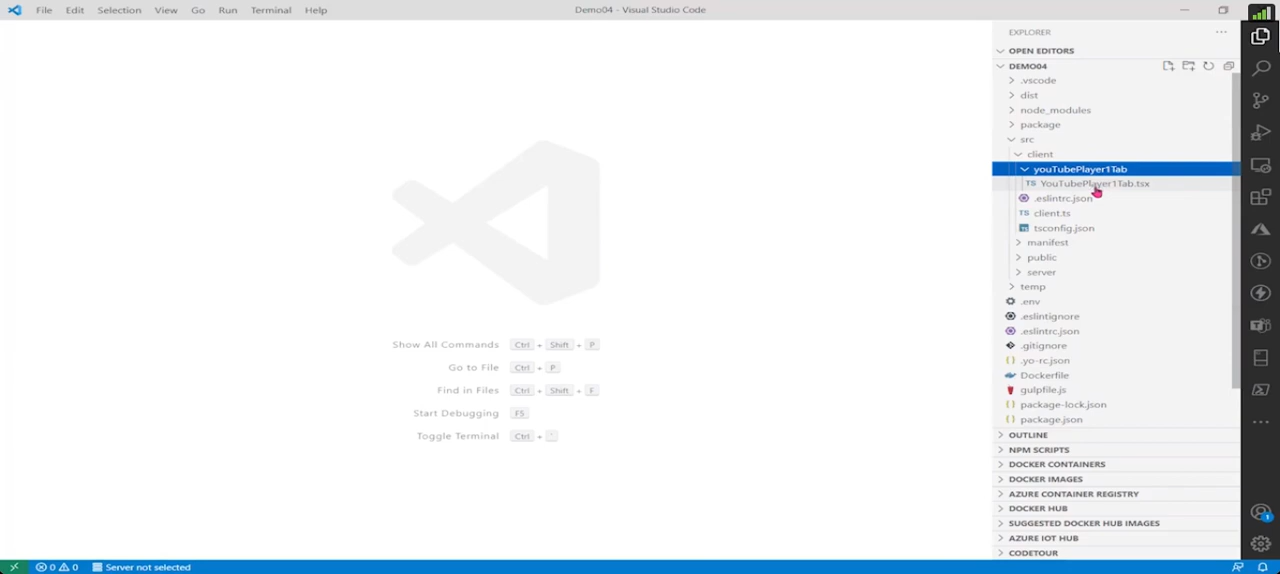 File Edit Selection View Go Run Terminal Help
Demo04 - Visual Studio Code
Show All Commands Ctrl + Shift + P
Go to File Ctrl + P
Find in Files Ctrl + Shift + F
Start Debugging F5
Toggle Terminal Ctrl + `
EXPLORER
OPEN EDITORS
DEMO04
.vscode
dist
node_modules
package
src
client
youTubePlayer1Tab
TS YouTubePlayer1Tab.tsx
.eslintrc.json
TS client.ts
tsconfig.json
manifest
public
server
temp
.env
.eslintignore
.eslintrc.json
.gitignore
.yo-rc.json
Dockerfile
gulpfile.js
package-lock.json
package.json
OUTLINE
NPM SCRIPTS
DOCKER CONTAINERS
DOCKER IMAGES
AZURE CONTAINER REGISTRY
DOCKER HUB
SUGGESTED DOCKER HUB IMAGES
AZURE IOT HUB
CODETOUR
0 0 Server not selected
1